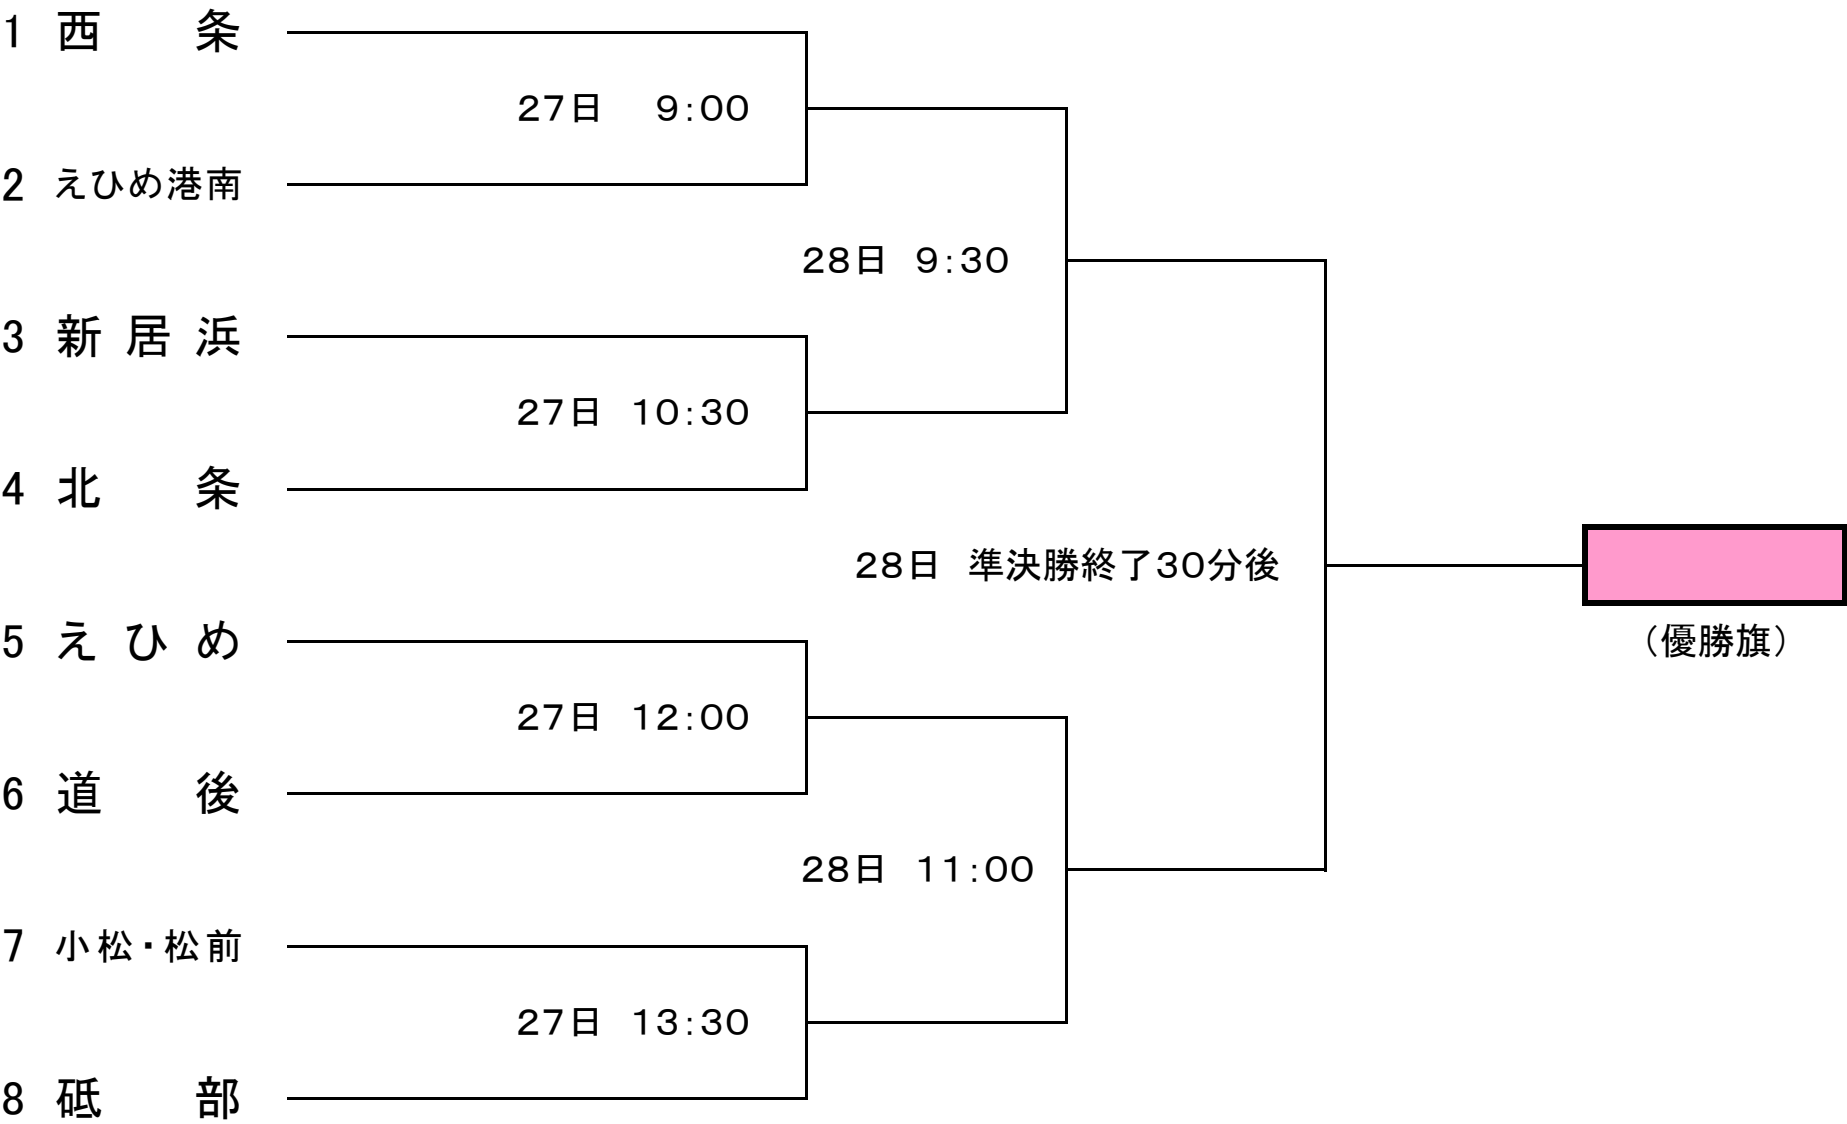 1 西条
27日 9:00
2 えひめ港南
28日 9:30
3 新居浜
27日 10:30
4 北条
28日 準決勝終了30分後
5 えひめ
(優勝旗)
27日 12:00
6 道後
28日 11:00
7 小松・松前
27日 13:30
8 砥部